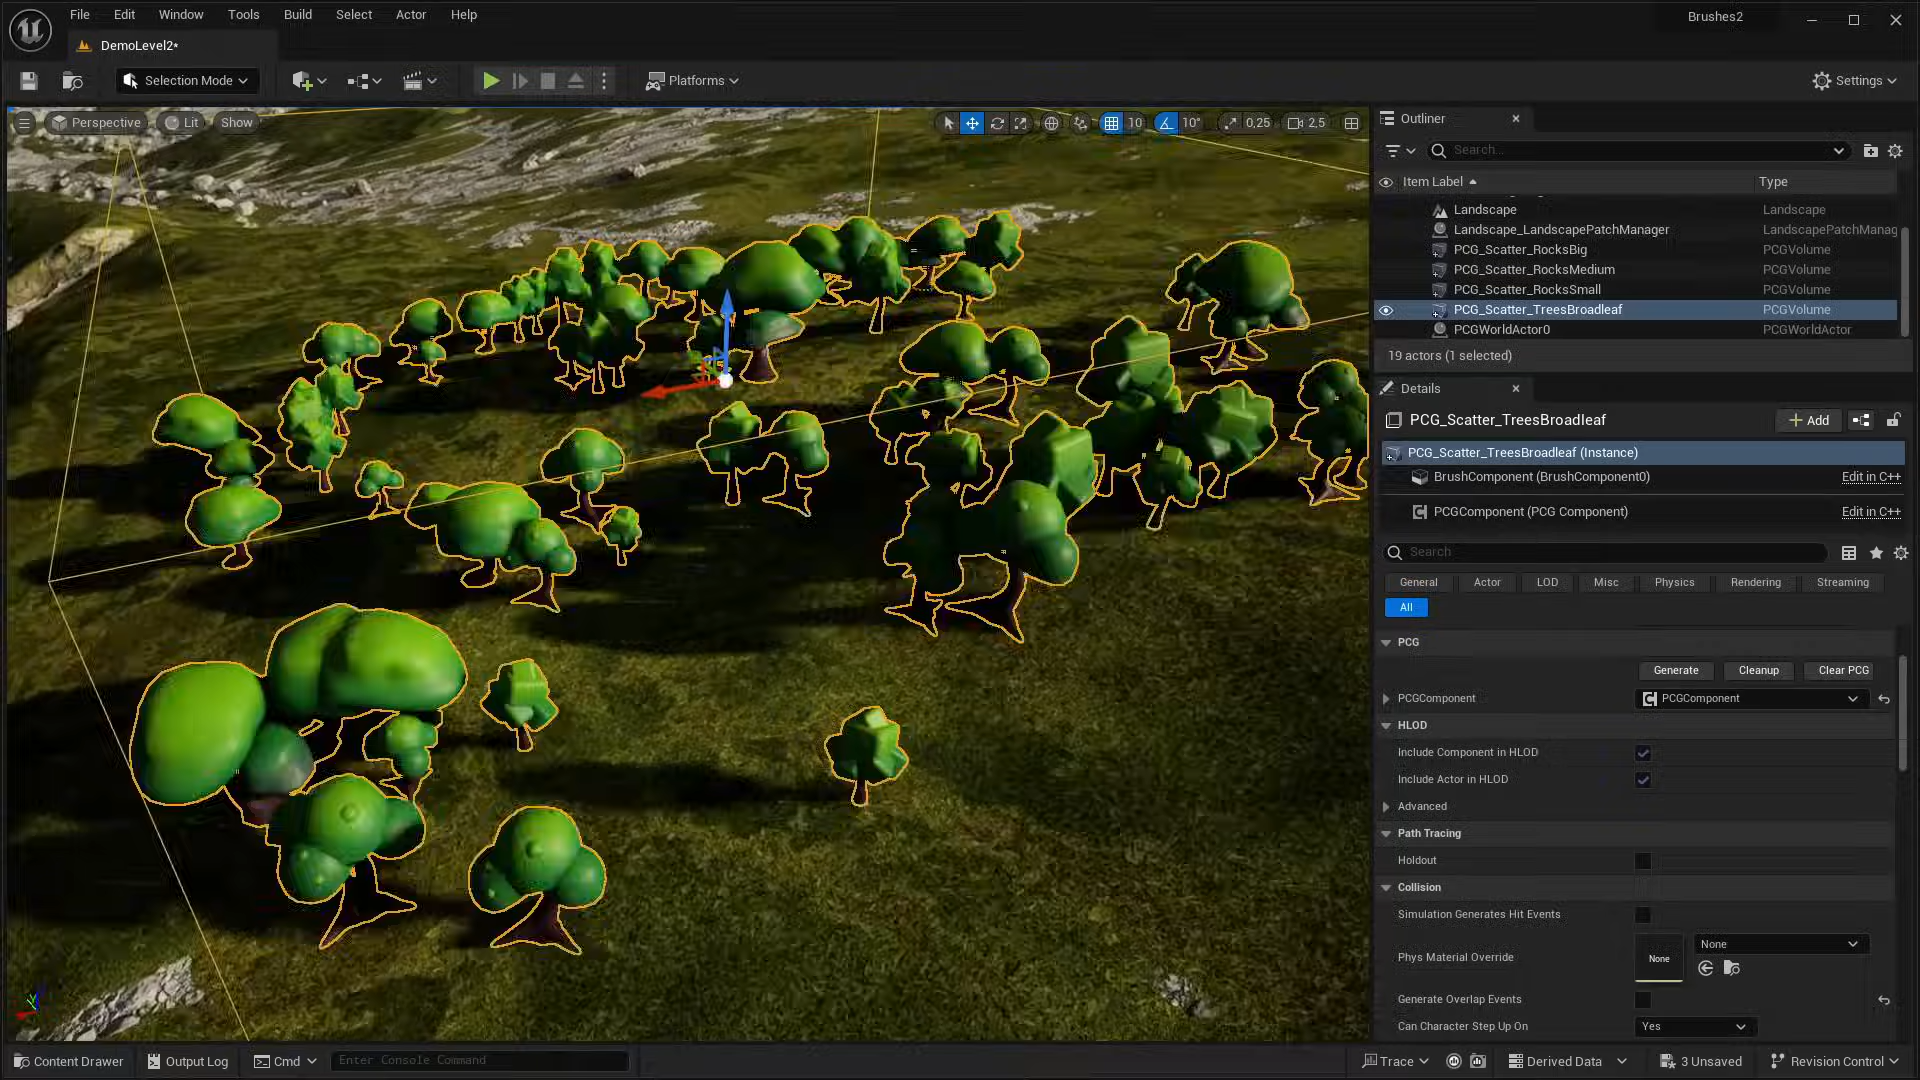 File Edit Window Tools Build Select Actor Help
Brushes2
DemoLevel2*
Selection Mode
Platforms
Settings
Perspective Lit Show
10 10° 0,25 2,5
Outliner
Search...
Item Label Type
Landscape Landscape
Landscape_LandscapePatchManager LandscapePatchManag
PCG_Scatter_RocksBig PCGVolume
PCG_Scatter_RocksMedium PCGVolume
PCG_Scatter_RocksSmall PCGVolume
PCG_Scatter_TreesBroadleaf PCGVolume
PCGWorldActor0 PCGWorldActor
19 actors (1 selected)
Details
PCG_Scatter_TreesBroadleaf
Add
PCG_Scatter_TreesBroadleaf (Instance)
BrushComponent (BrushComponent0) Edit in C++
PCGComponent (PCG Component) Edit in C++
Search
General Actor LOD Misc Physics Rendering Streaming
All
PCG
Generate Cleanup Clear PCG
PCGComponent PCGComponent
HLOD
Include Component in HLOD
Include Actor in HLOD
Advanced
Path Tracing
Holdout
Collision
Simulation Generates Hit Events
Phys Material Override None None
Generate Overlap Events
Can Character Step Up On Yes
Content Drawer Output Log Cmd Enter Console Command
Trace Derived Data 3 Unsaved Revision Control